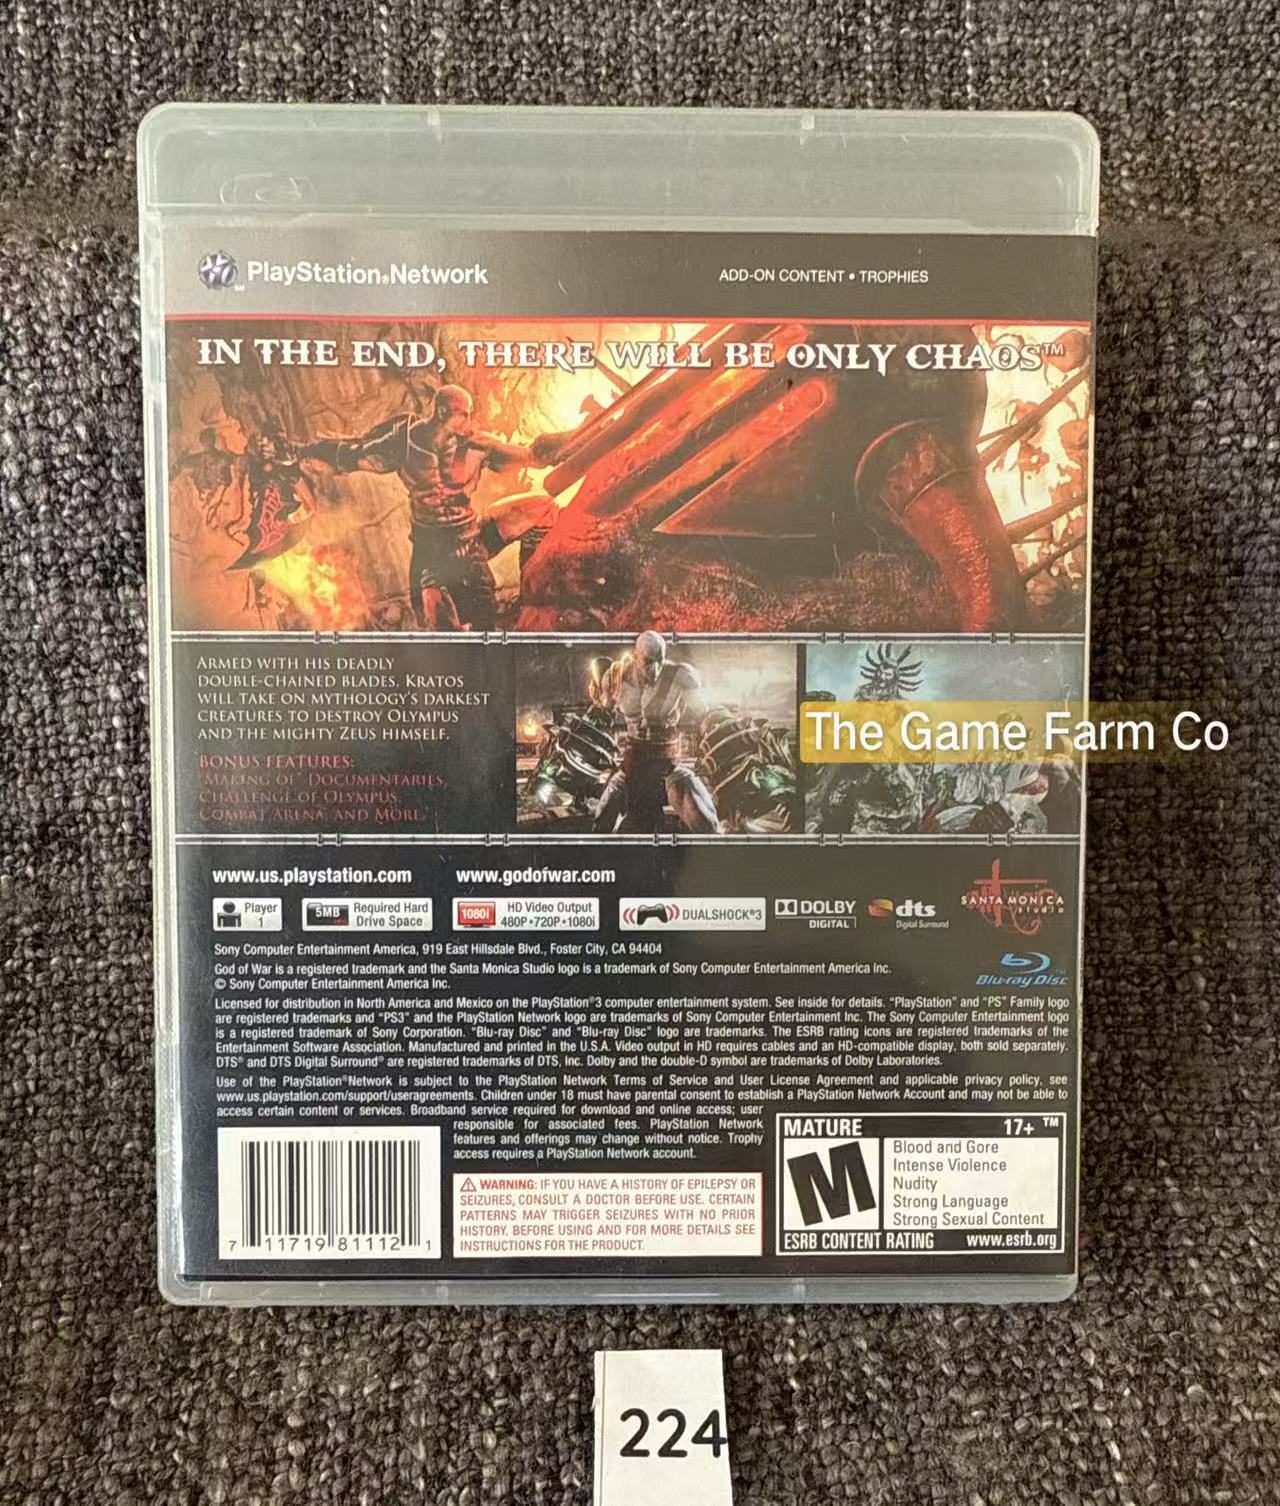 PlayStation®Network
ADD-ON CONTENT • TROPHIES
IN THE END, THERE WILL BE ONLY CHAOS™
ARMED WITH HIS DEADLY
DOUBLE-CHAINED BLADES, KRATOS
WILL TAKE ON MYTHOLOGY'S DARKEST
CREATURES TO DESTROY OLYMPUS
AND THE MIGHTY ZEUS HIMSELF.
BONUS FEATURES:
"MAKING OF" DOCUMENTARIES,
CHALLENGE OF OLYMPUS,
COMBAT ARENA, AND MORE.
The Game Farm Co
www.us.playstation.com
www.godofwar.com
Player
1
5MB
Required Hard
Drive Space
1080i
HD Video Output
480P•720P•1080i
DUALSHOCK®3
DOLBY
DIGITAL
dts
Digital Surround
SANTA MONICA
studio
Sony Computer Entertainment America, 919 East Hillsdale Blvd., Foster City, CA 94404
God of War is a registered trademark and the Santa Monica Studio logo is a trademark of Sony Computer Entertainment America Inc.
© Sony Computer Entertainment America Inc.
Blu-ray Disc
Licensed for distribution in North America and Mexico on the PlayStation®3 computer entertainment system. See inside for details. "PlayStation" and "PS" Family logo
are registered trademarks and "PS3" and the PlayStation Network logo are trademarks of Sony Computer Entertainment Inc. The Sony Computer Entertainment logo
is a registered trademark of Sony Corporation. "Blu-ray Disc" and "Blu-ray Disc" logo are trademarks. The ESRB rating icons are registered trademarks of the
Entertainment Software Association. Manufactured and printed in the U.S.A. Video output in HD requires cables and an HD-compatible display, both sold separately.
DTS® and DTS Digital Surround® are registered trademarks of DTS, Inc. Dolby and the double-D symbol are trademarks of Dolby Laboratories.
Use of the PlayStation®Network is subject to the PlayStation Network Terms of Service and User License Agreement and applicable privacy policy, see
www.us.playstation.com/support/useragreements. Children under 18 must have parental consent to establish a PlayStation Network Account and may not be able to
access certain content or services. Broadband service required for download and online access; user
responsible for associated fees. PlayStation Network
features and offerings may change without notice. Trophy
access requires a PlayStation Network account.
7 11719 81112 1
WARNING: IF YOU HAVE A HISTORY OF EPILEPSY OR
SEIZURES, CONSULT A DOCTOR BEFORE USE. CERTAIN
PATTERNS MAY TRIGGER SEIZURES WITH NO PRIOR
HISTORY. BEFORE USING AND FOR MORE DETAILS SEE
INSTRUCTIONS FOR THE PRODUCT.
MATURE 17+ ™
M
Blood and Gore
Intense Violence
Nudity
Strong Language
Strong Sexual Content
ESRB CONTENT RATING www.esrb.org
224